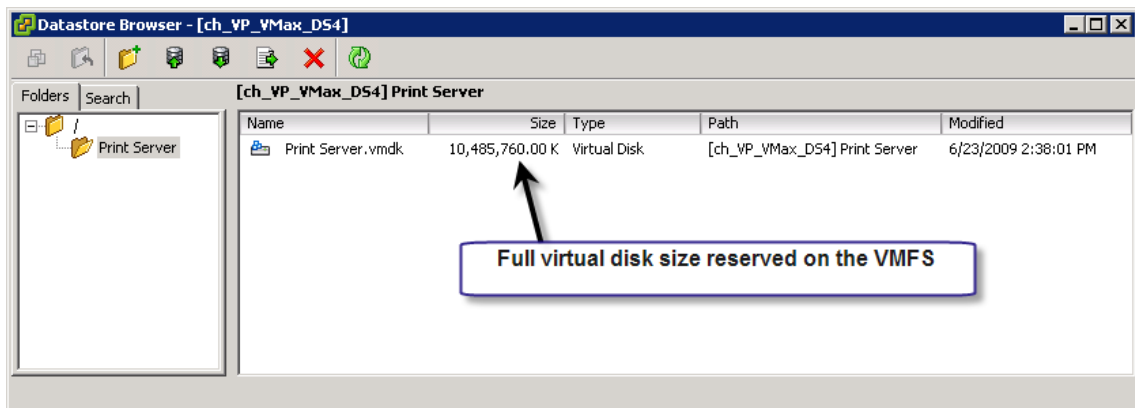 Datastore Browser - [ch_VP_VMax_DS4]
Folders Search
[ch_VP_VMax_DS4] Print Server
/
Print Server
Name Size Type Path Modified
Print Server.vmdk 10,485,760.00 K Virtual Disk [ch_VP_VMax_DS4] Print Server 6/23/2009 2:38:01 PM
Full virtual disk size reserved on the VMFS